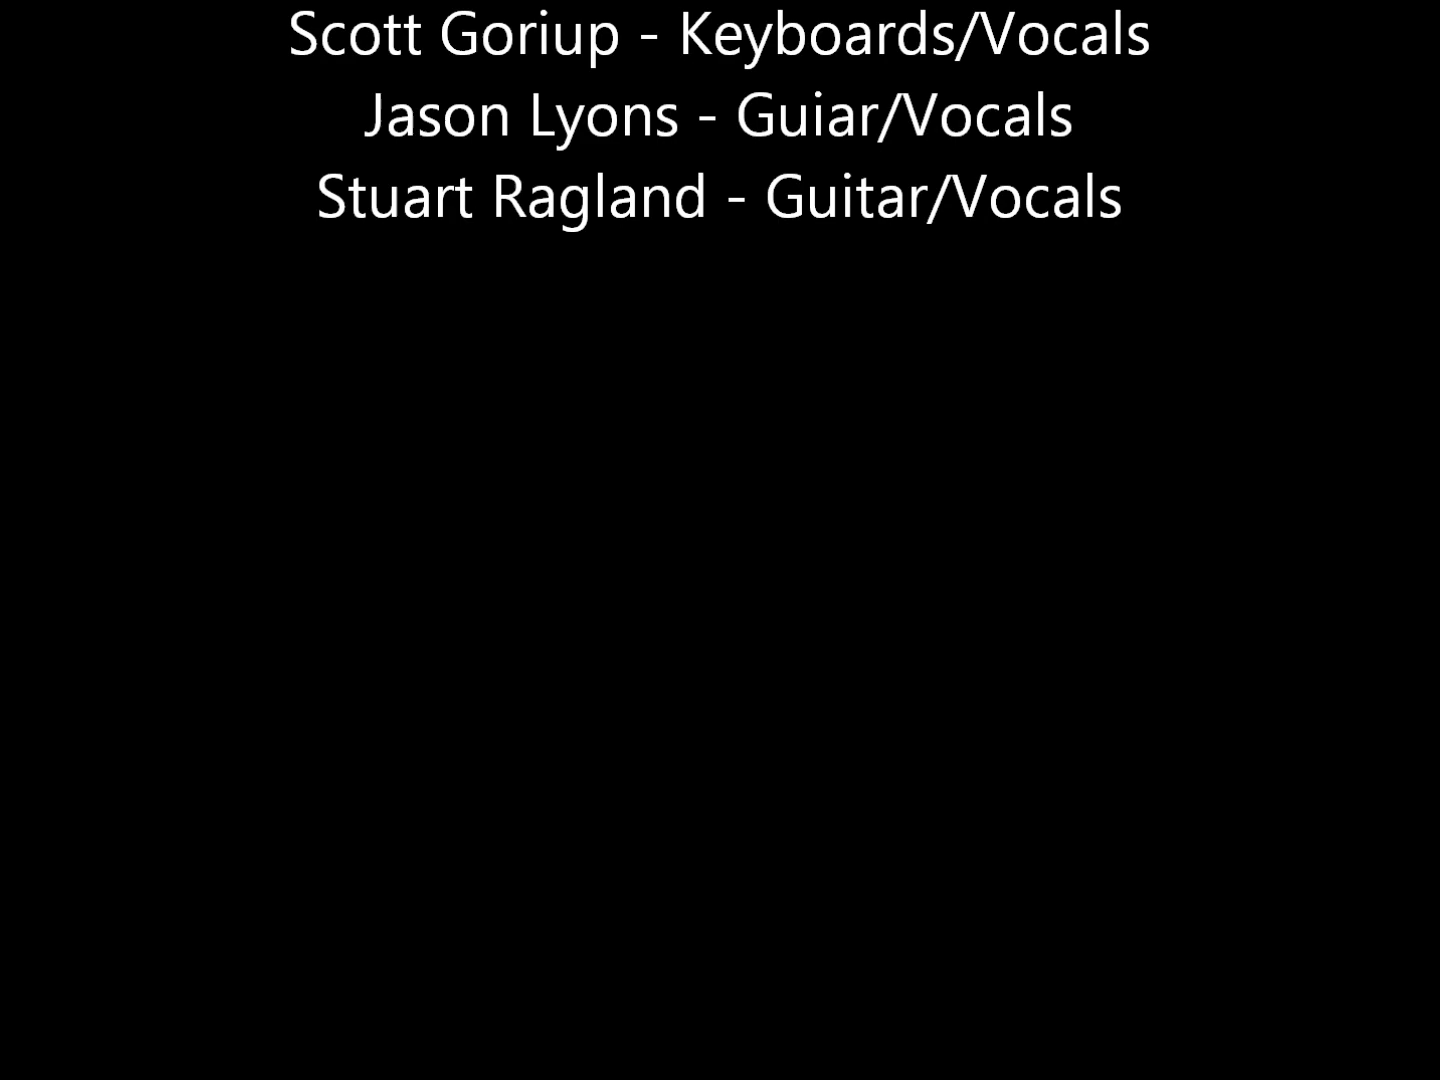 Scott Goriup - Keyboards/Vocals
Jason Lyons - Guiar/Vocals
Stuart Ragland - Guitar/Vocals